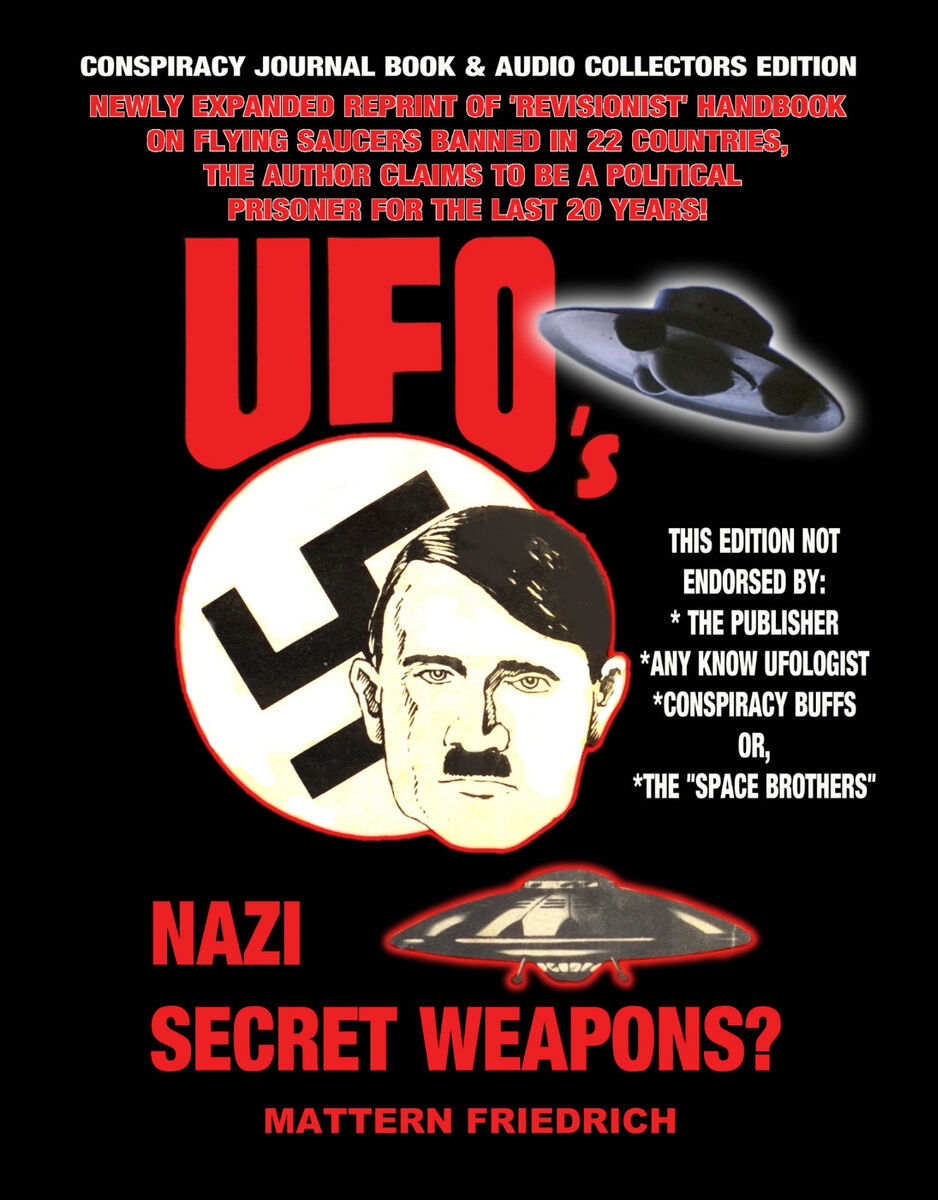 CONSPIRACY JOURNAL BOOK & AUDIO COLLECTORS EDITION
NEWLY EXPANDED REPRINT OF 'REVISIONIST' HANDBOOK
ON FLYING SAUCERS BANNED IN 22 COUNTRIES,
THE AUTHOR CLAIMS TO BE A POLITICAL
PRISONER FOR THE LAST 20 YEARS!
UFO's
THIS EDITION NOT
ENDORSED BY:
* THE PUBLISHER
*ANY KNOW UFOLOGIST
*CONSPIRACY BUFFS
OR,
*THE "SPACE BROTHERS"
NAZI
SECRET WEAPONS?
MATTERN FRIEDRICH